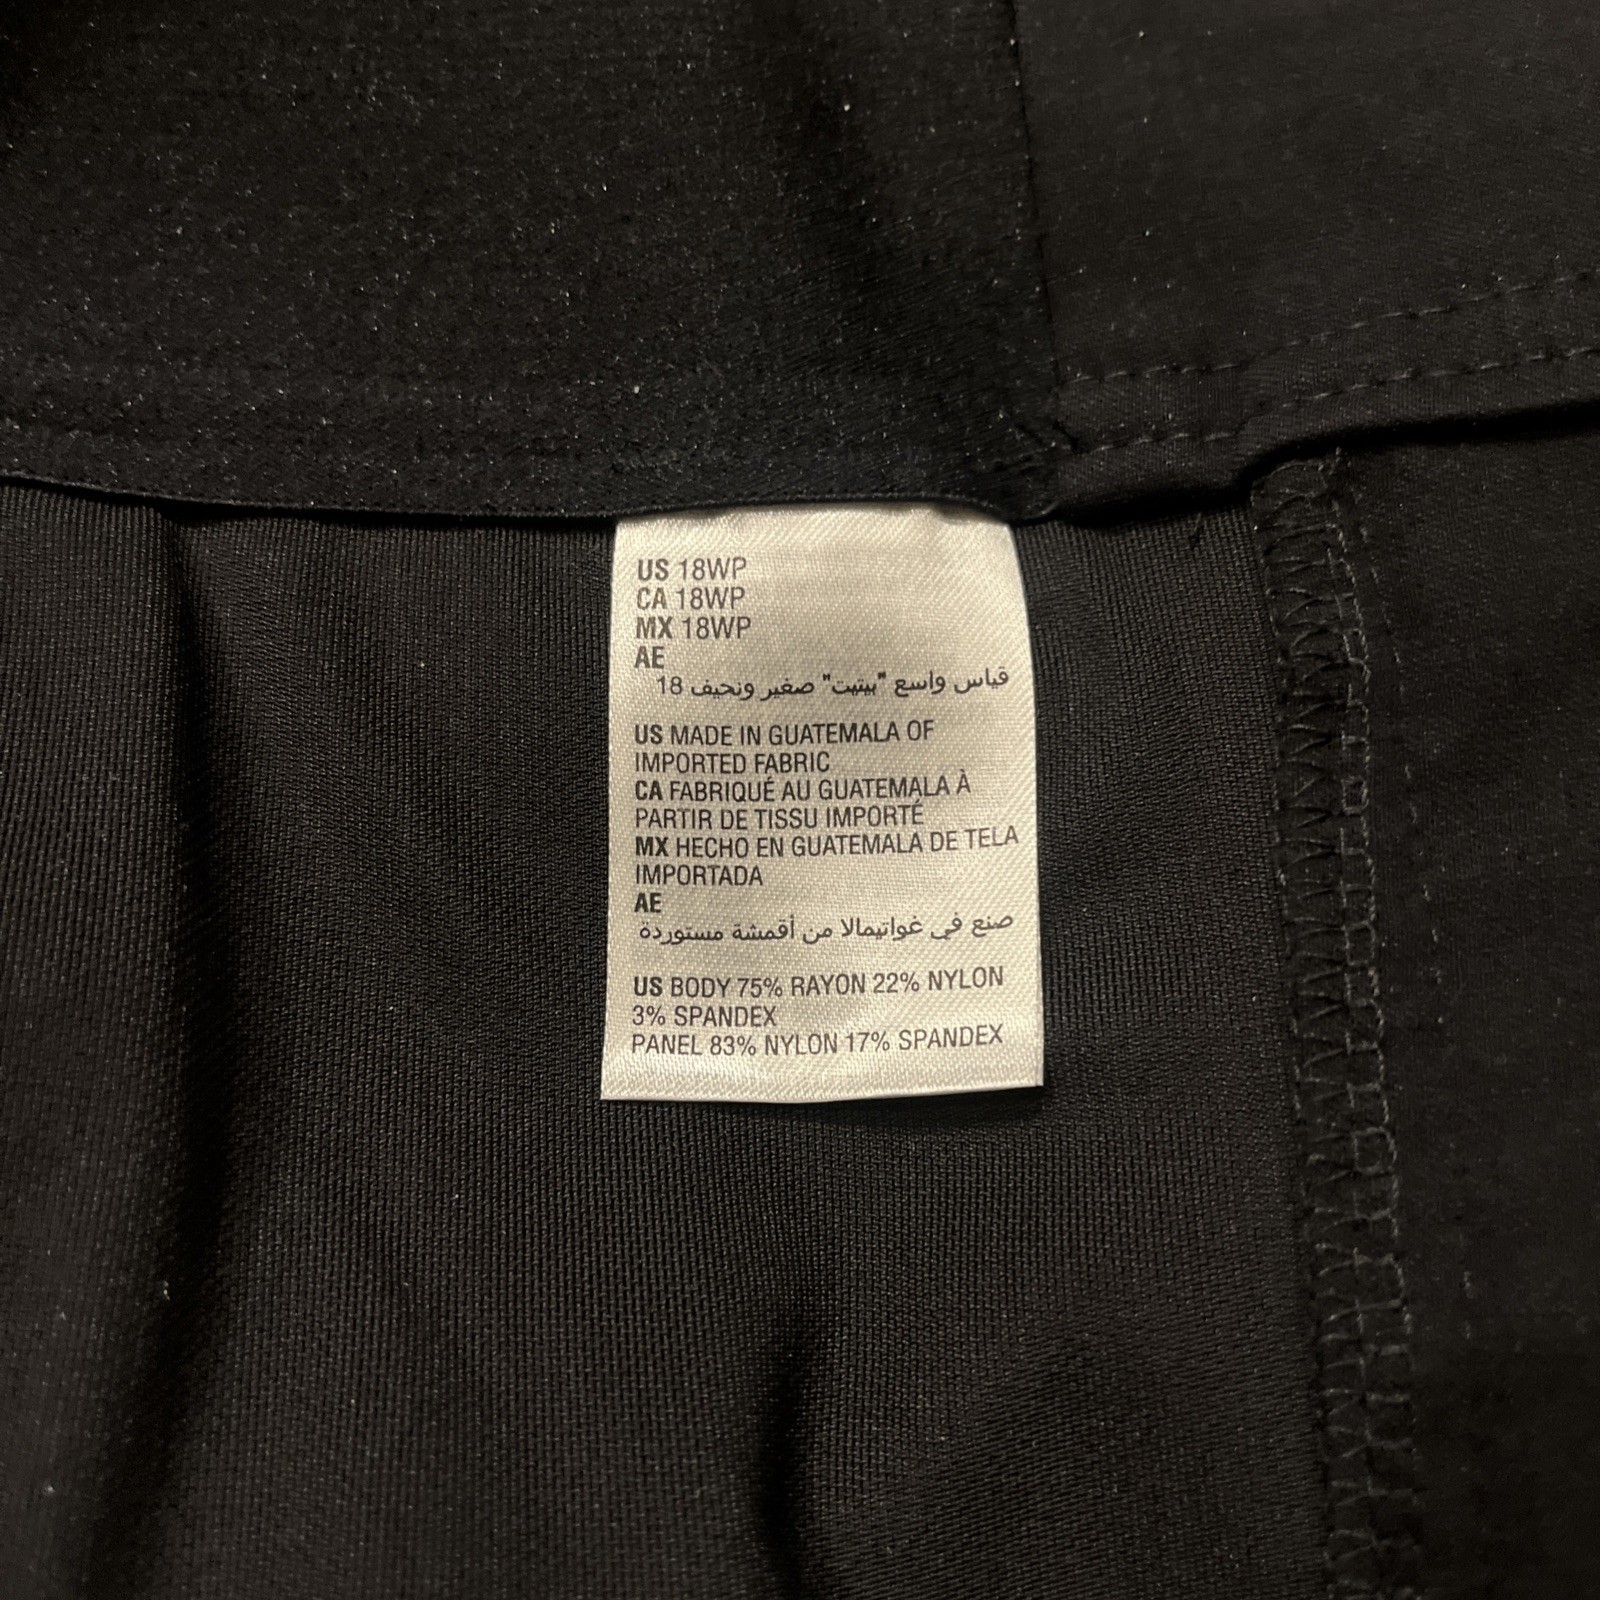 US 18WP
CA 18WP
MX 18WP
AE
قياس واسع "بيتيت" صغير ونحيف 18
US MADE IN GUATEMALA OF
IMPORTED FABRIC
CA FABRIQUÉ AU GUATEMALA À
PARTIR DE TISSU IMPORTÉ
MX HECHO EN GUATEMALA DE TELA
IMPORTADA
AE
صنع في غواتيمالا من أقمشة مستوردة
US BODY 75% RAYON 22% NYLON
3% SPANDEX
PANEL 83% NYLON 17% SPANDEX